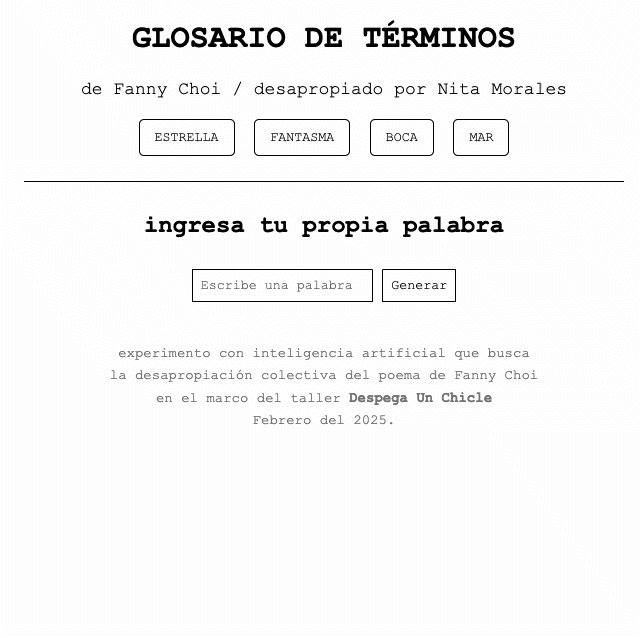 GLOSARIO DE TÉRMINOS
de Fanny Choi / desapropiado por Nita Morales
ESTRELLA FANTASMA BOCA MAR
ingresa tu propia palabra
Escribe una palabra Generar
experimento con inteligencia artificial que busca
la desapropiación colectiva del poema de Fanny Choi
en el marco del taller Despega Un Chicle
Febrero del 2025.